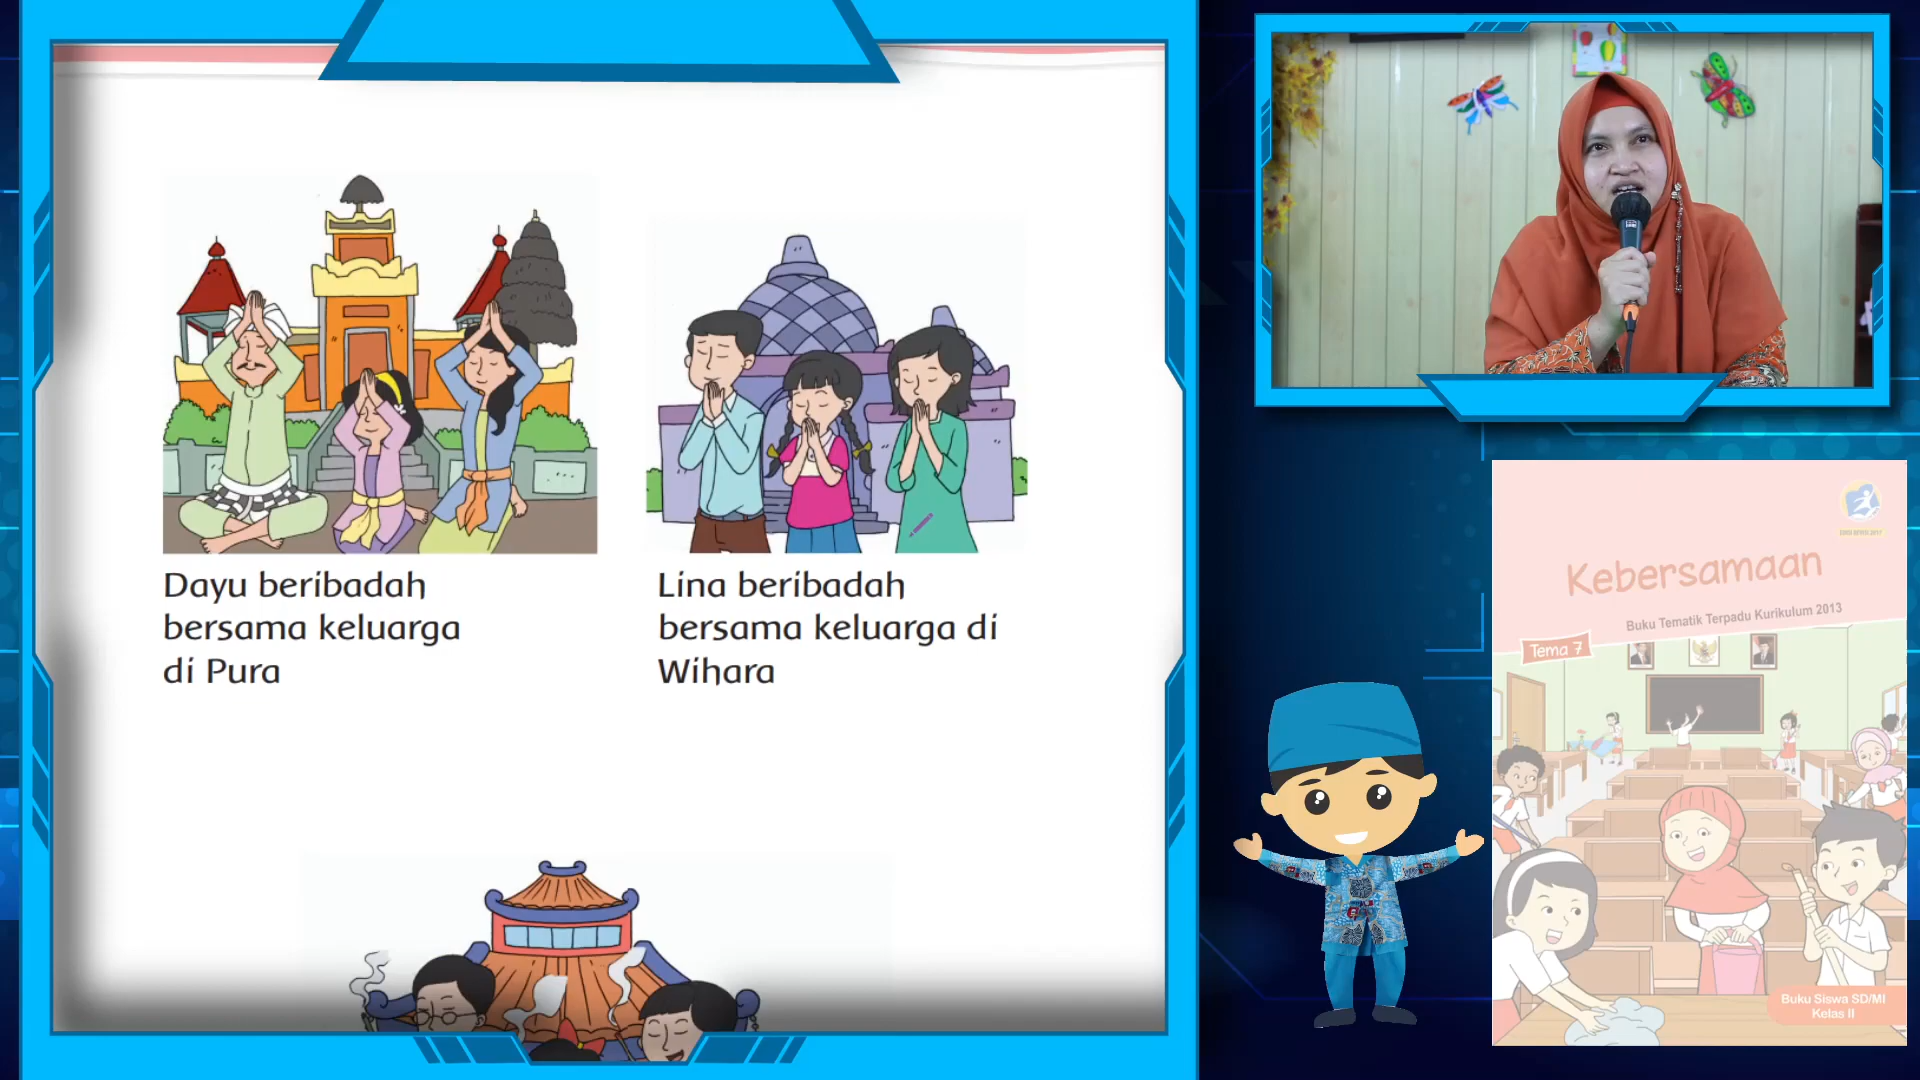 Dayu beribadah
bersama keluarga
di Pura
Lina beribadah
bersama keluarga di
Wihara
Kebersamaan
Buku Tematik Terpadu Kurikulum 2013
Tema 7
Buku Siswa SD/MI
Kelas II